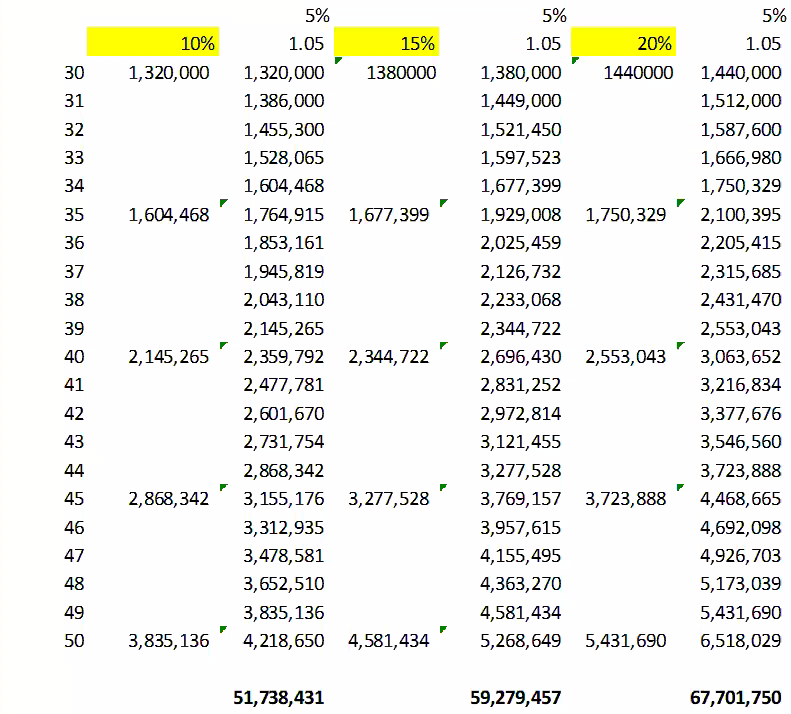 5% 5% 5%
10% 1.05 15% 1.05 20% 1.05
30 1,320,000 1,320,000 1380000 1,380,000 1440000 1,440,000
31 1,386,000 1,449,000 1,512,000
32 1,455,300 1,521,450 1,587,600
33 1,528,065 1,597,523 1,666,980
34 1,604,468 1,677,399 1,750,329
35 1,604,468 1,764,915 1,677,399 1,929,008 1,750,329 2,100,395
36 1,853,161 2,025,459 2,205,415
37 1,945,819 2,126,732 2,315,685
38 2,043,110 2,233,068 2,431,470
39 2,145,265 2,344,722 2,553,043
40 2,145,265 2,359,792 2,344,722 2,696,430 2,553,043 3,063,652
41 2,477,781 2,831,252 3,216,834
42 2,601,670 2,972,814 3,377,676
43 2,731,754 3,121,455 3,546,560
44 2,868,342 3,277,528 3,723,888
45 2,868,342 3,155,176 3,277,528 3,769,157 3,723,888 4,468,665
46 3,312,935 3,957,615 4,692,098
47 3,478,581 4,155,495 4,926,703
48 3,652,510 4,363,270 5,173,039
49 3,835,136 4,581,434 5,431,690
50 3,835,136 4,218,650 4,581,434 5,268,649 5,431,690 6,518,029
51,738,431 59,279,457 67,701,750